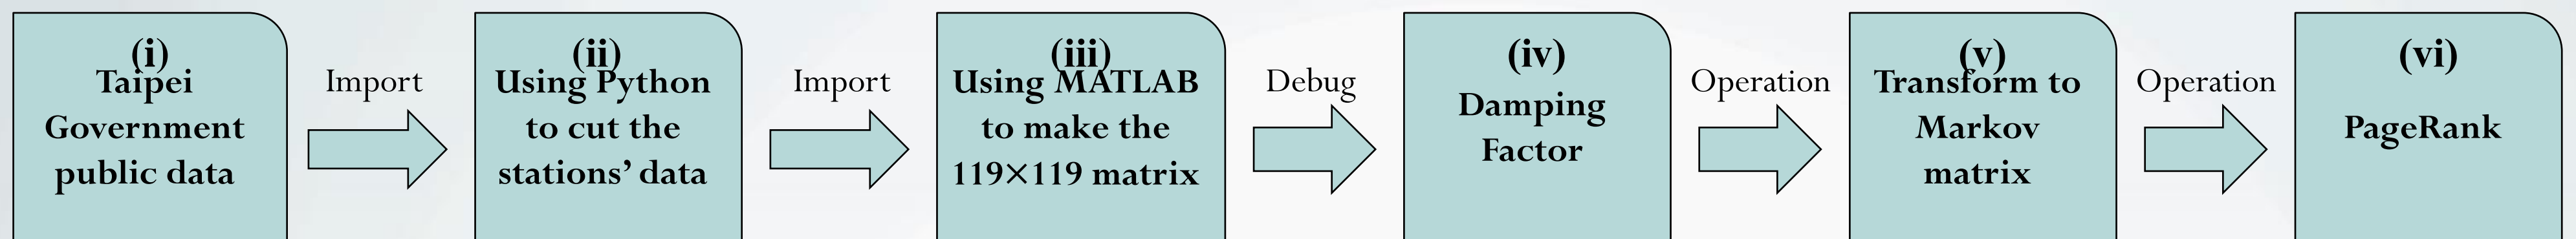 (i)
Taipei
Government
public data
Import
(ii)
Using Python
to cut the
stations’ data
Import
(iii)
Using MATLAB
to make the
119×119 matrix
Debug
(iv)
Damping
Factor
Operation
(v)
Transform to
Markov
matrix
Operation
(vi)
PageRank